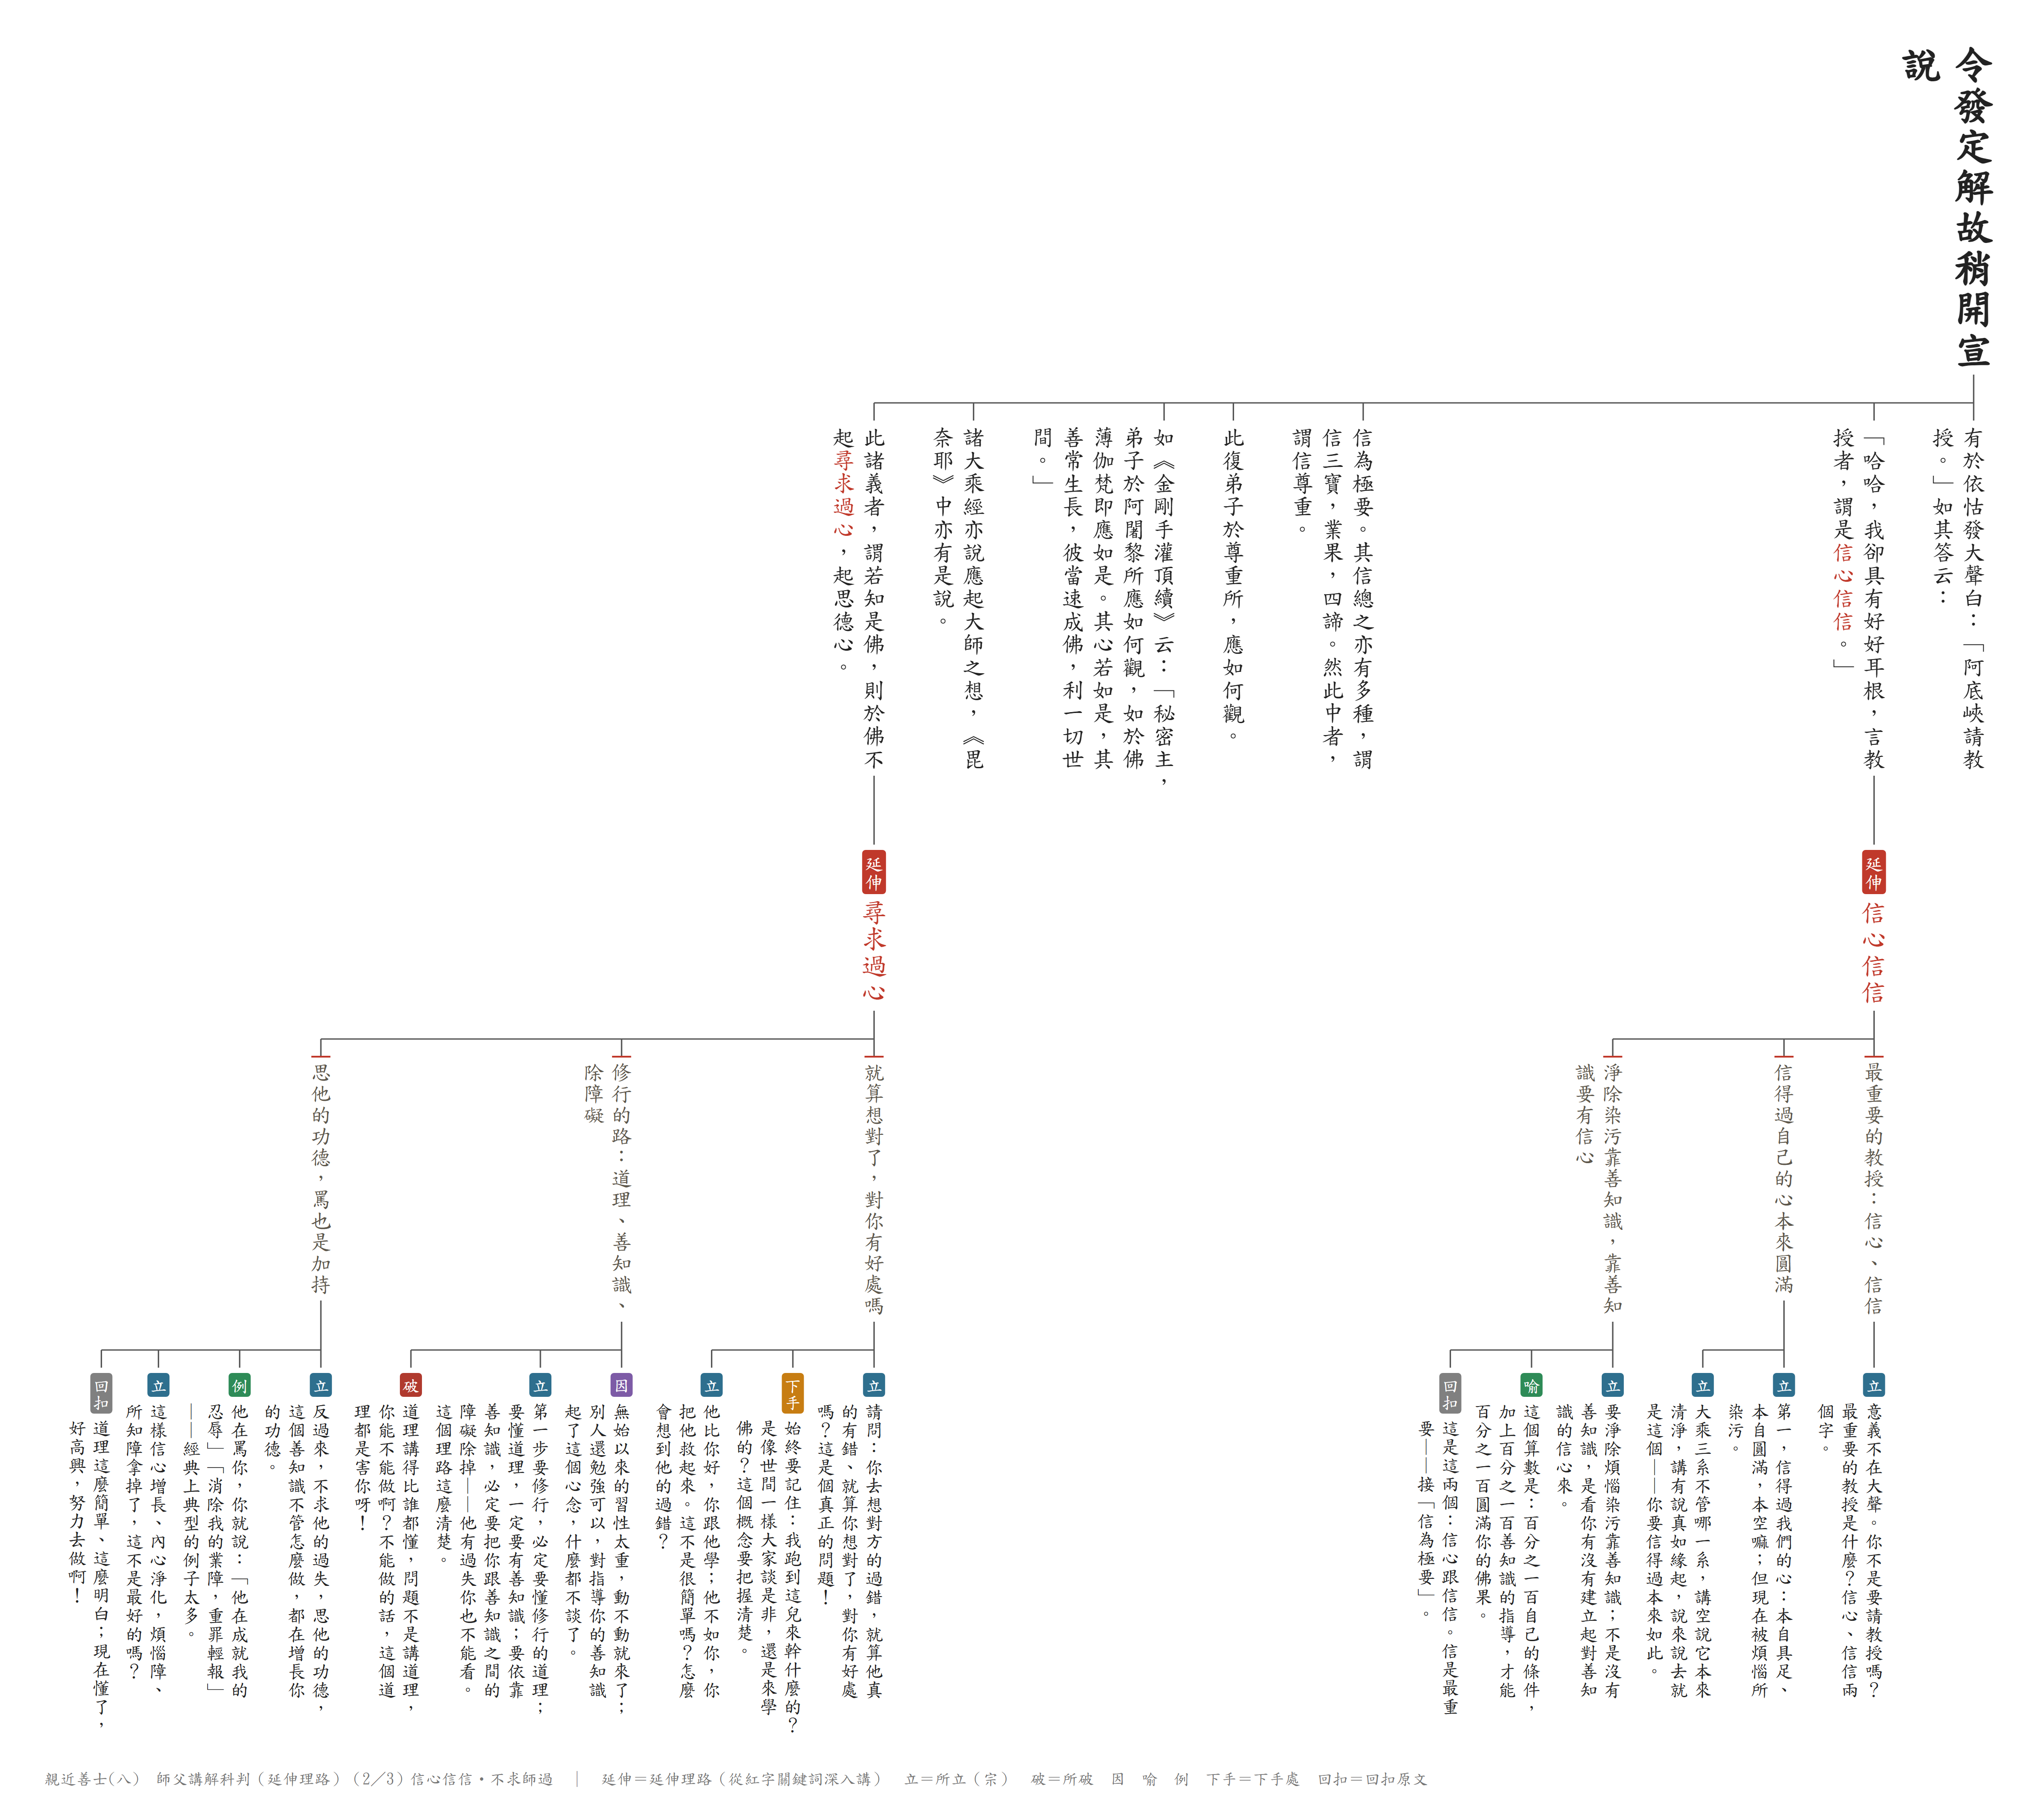 令發定解故稍開宣
說
有於依怙發大聲白：「阿底峽請教
授。」如其答云：
「哈哈，我卻具有好好耳根，言教
授者，謂是信心信信。」
信為極要。其信總之亦有多種，謂
信三寶，業果，四諦。然此中者，
謂信尊重。
此復弟子於尊重所，應如何觀。
如《金剛手灌頂續》云：「秘密主，
弟子於阿闍黎所應如何觀，如於佛
薄伽梵即應如是。其心若如是，其
善常生長，彼當速成佛，利一切世
間。」
諸大乘經亦說應起大師之想，《毘
奈耶》中亦有是說。
此諸義者，謂若知是佛，則於佛不
起尋求過心，起思德心。
延伸
信心信信
最重要的教授：信心、信信
立
意義不在大聲。你不是要請教授嗎？
最重要的教授是什麼？信心、信信兩
個字。
信得過自己的心本來圓滿
立
第一，信得過我們的心：本自具足、
本自圓滿，本空嘛；但現在被煩惱所
染污。
立
大乘三系不管哪一系，講空說它本來
清淨，講有說真如緣起，說來說去就
是這個——你要信得過本來如此。
淨除染污靠善知識，靠善知
識要有信心
立
要淨除煩惱染污靠善知識；不是沒有
善知識，是看你有沒有建立起對善知
識的信心來。
喻
這個算數是：百分之一百自己的條件，
加上百分之一百善知識的指導，才能
百分之一百圓滿你的佛果。
回扣
這是這兩個：信心跟信信。信是最重
要——接「信為極要」。
延伸
尋求過心
就算想對了，對你有好處嗎
立
請問：你去想對方的過錯，就算他真
的有錯、就算你想對了，對你有好處
嗎？這是個真正的問題！
下手
始終要記住：我跑到這兒來幹什麼的？
是像世間一樣大家談是非，還是來學
佛的？這個概念要把握清楚。
立
他比你好，你跟他學；他不如你，你
把他救起來。這不是很簡單嗎？怎麼
會想到他的過錯？
修行的路：道理、善知識、
除障礙
因
無始以來的習性太重，動不動就來了；
別人還勉強可以，對指導你的善知識
起了這個心念，什麼都不談了。
立
第一步要修行，必定要懂修行的道理；
要懂道理，一定要有善知識；要依靠
善知識，必定要把你跟善知識之間的
障礙除掉——他有過失你也不能看。
這個理路這麼清楚。
破
道理講得比誰都懂，問題不是講道理，
你能不能做啊？不能做的話，這個道
理都是害你呀！
思他的功德，罵也是加持
立
反過來，不求他的過失，思他的功德，
這個善知識不管怎麼做，都在增長你
的功德。
例
他在罵你，你就說：「他在成就我的
忍辱」「消除我的業障，重罪輕報」
——經典上典型的例子太多。
立
這樣信心增長、內心淨化，煩惱障、
所知障拿掉了，這不是最好的嗎？
回扣
道理這麼簡單、這麼明白；現在懂了，
好高興，努力去做啊！
親近善士(八)　師父講解科判（延伸理路）（2／3）信心信信・不求師過　｜　延伸＝延伸理路（從紅字關鍵詞深入講）　立＝所立（宗）　破＝所破　因　喻　例　下手＝下手處　回扣＝回扣原文